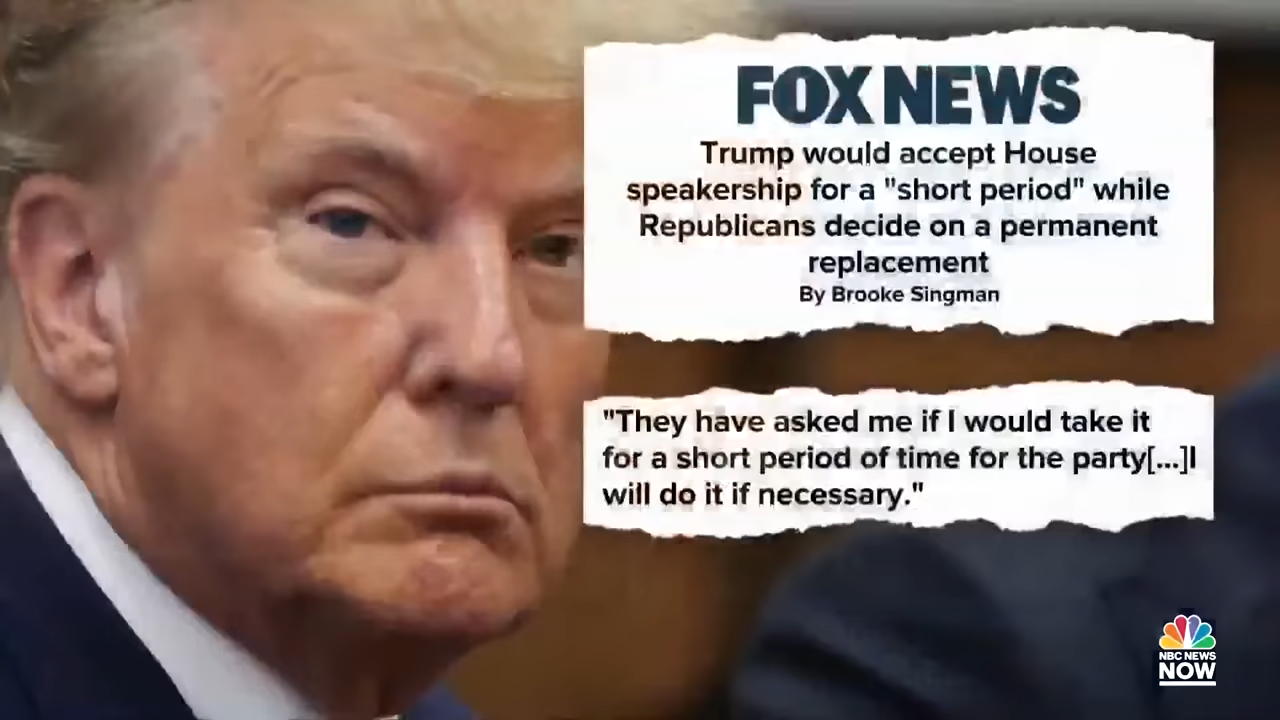 FOX NEWS
Trump would accept House
speakership for a "short period" while
Republicans decide on a permanent
replacement
By Brooke Singman
"They have asked me if I would take it
for a short period of time for the party[...]I
will do it if necessary."
NBC NEWS
NOW